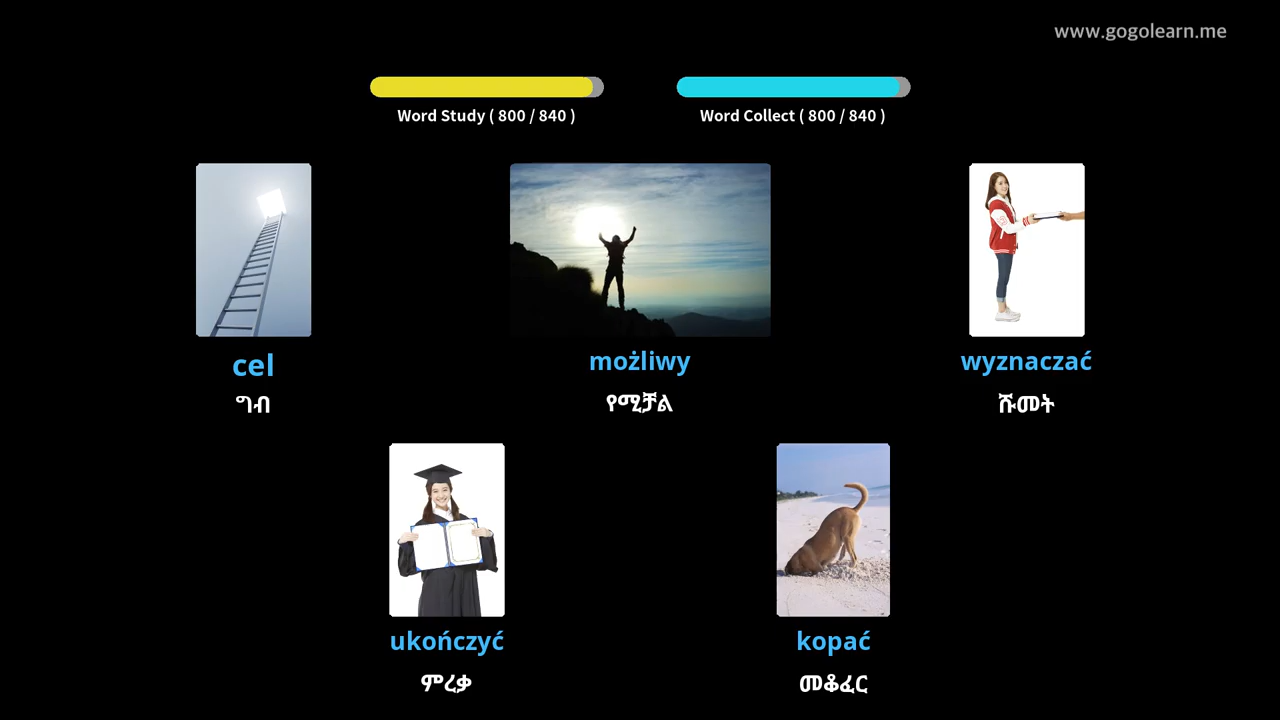 www.gogolearn.me
Word Study ( 800 / 840 )
Word Collect ( 800 / 840 )
cel
ግብ
możliwy
የሚቻል
wyznaczać
ሹመት
ukończyć
ምረቃ
kopać
መቆፈር